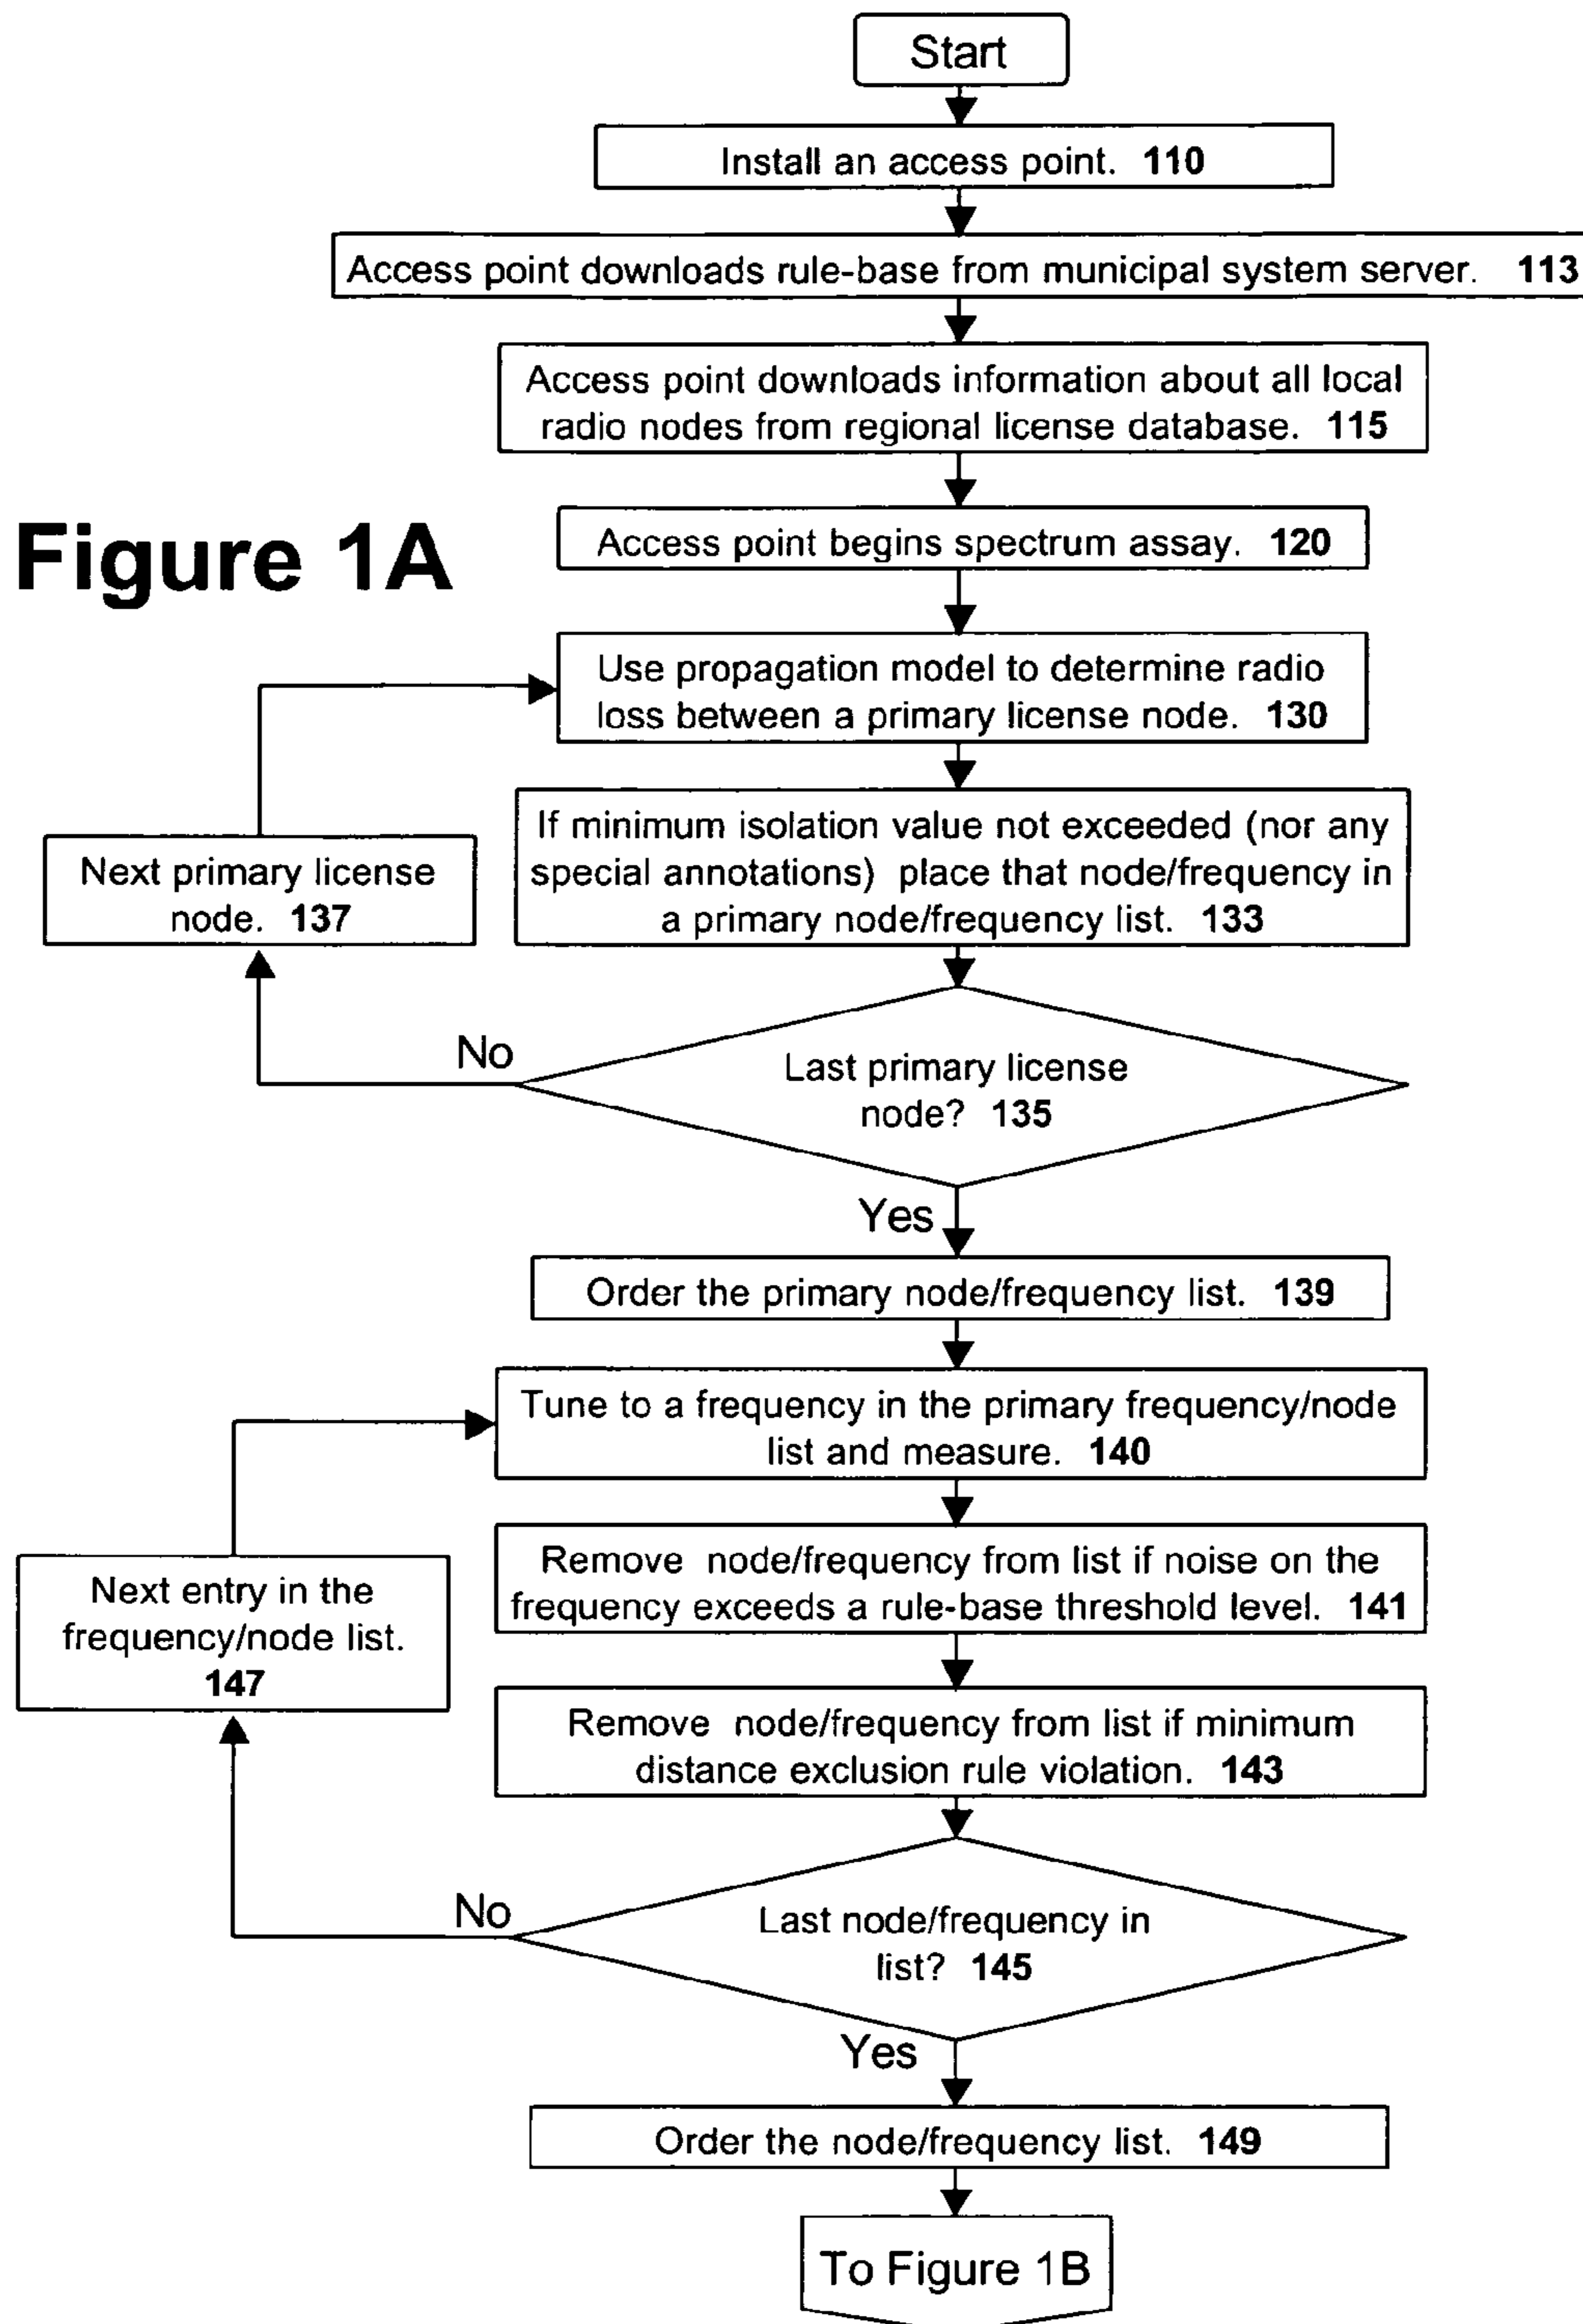 Start
Install an access point. 110
Access point downloads rule-base from municipal system server. 113
Access point downloads information about all local
radio nodes from regional license database. 115
Figure 1A
Access point begins spectrum assay. 120
Use propagation model to determine radio
loss between a primary license node. 130
If minimum isolation value not exceeded (nor any
special annotations) place that node/frequency in
a primary node/frequency list. 133
Next primary license
node. 137
No
Last primary license
node? 135
Yes
Order the primary node/frequency list. 139
Tune to a frequency in the primary frequency/node
list and measure. 140
Remove node/frequency from list if noise on the
frequency exceeds a rule-base threshold level. 141
Next entry in the
frequency/node list.
147
Remove node/frequency from list if minimum
distance exclusion rule violation. 143
No
Last node/frequency in
list? 145
Yes
Order the node/frequency list. 149
To Figure 1B